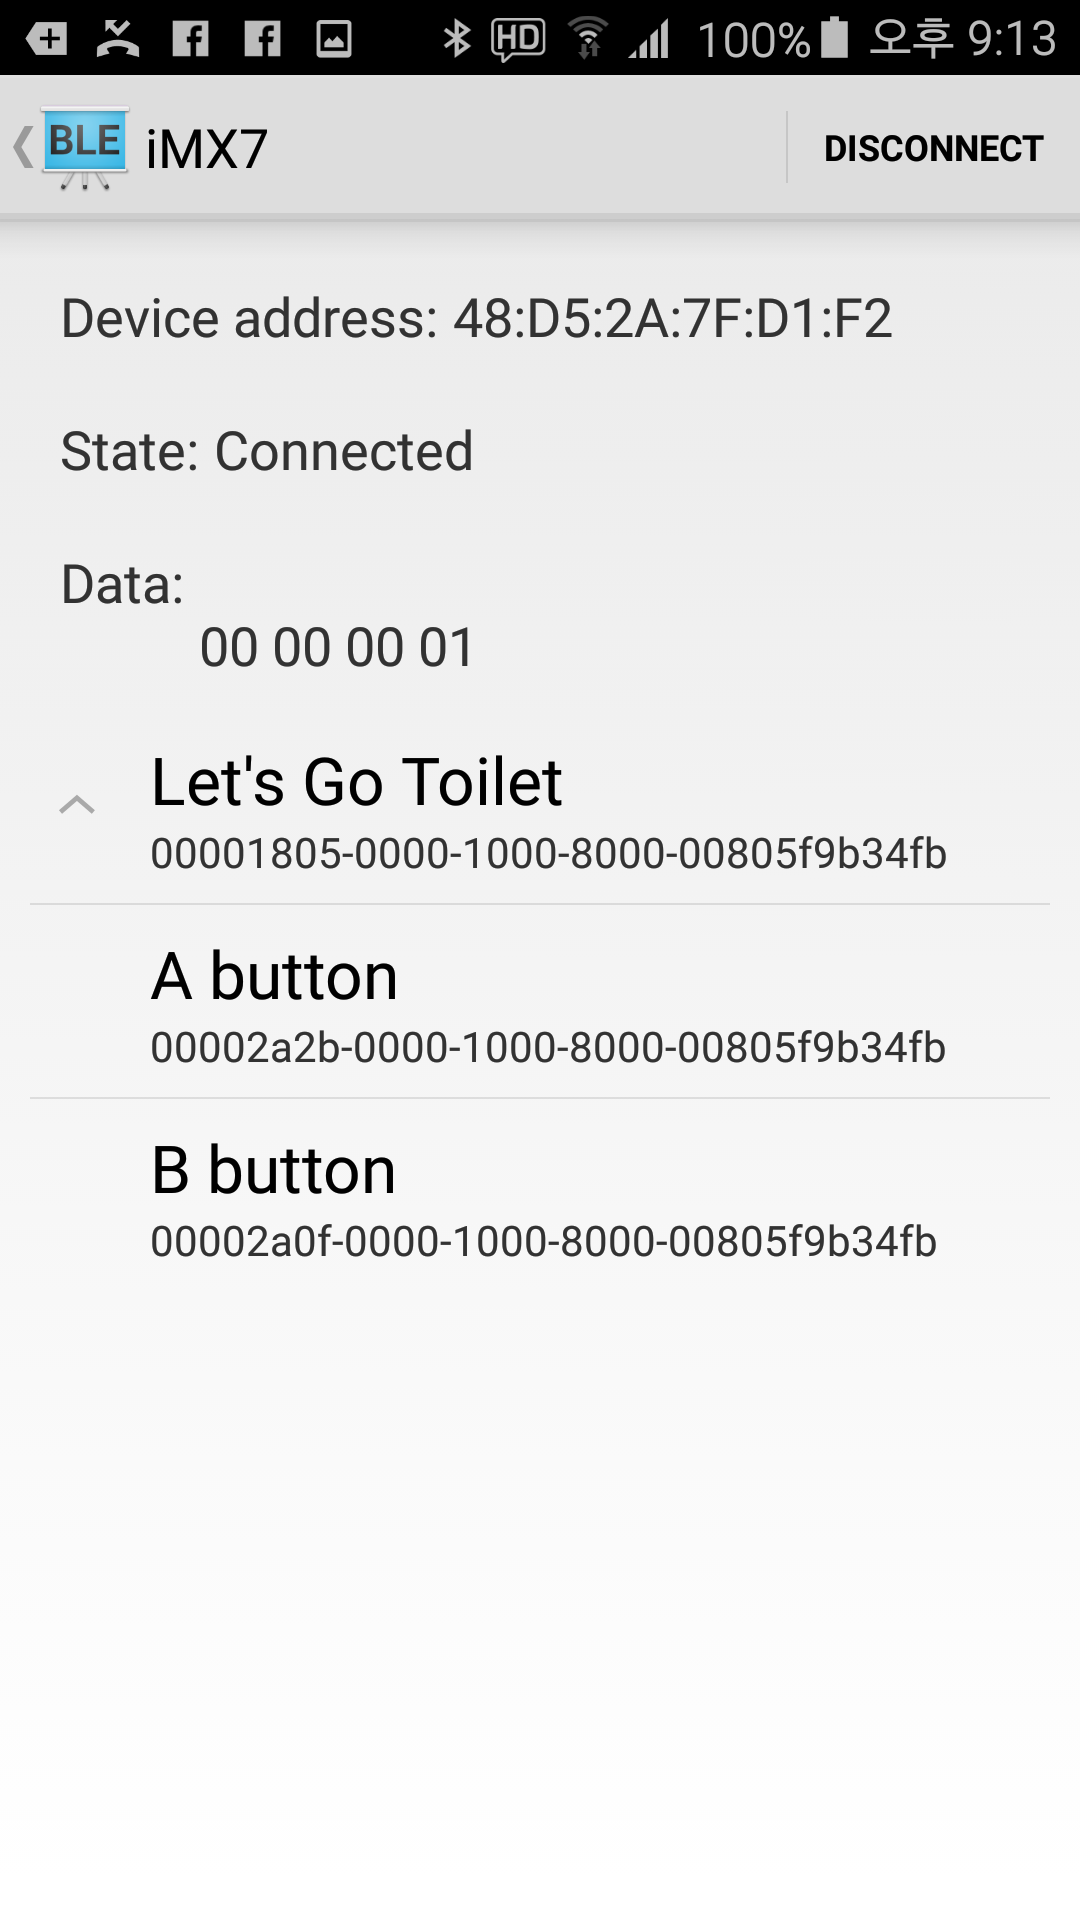 HD 100% 오후 9:13
BLE iMX7 DISCONNECT
Device address: 48:D5:2A:7F:D1:F2
State: Connected
Data:
00 00 00 01
Let's Go Toilet
00001805-0000-1000-8000-00805f9b34fb
A button
00002a2b-0000-1000-8000-00805f9b34fb
B button
00002a0f-0000-1000-8000-00805f9b34fb